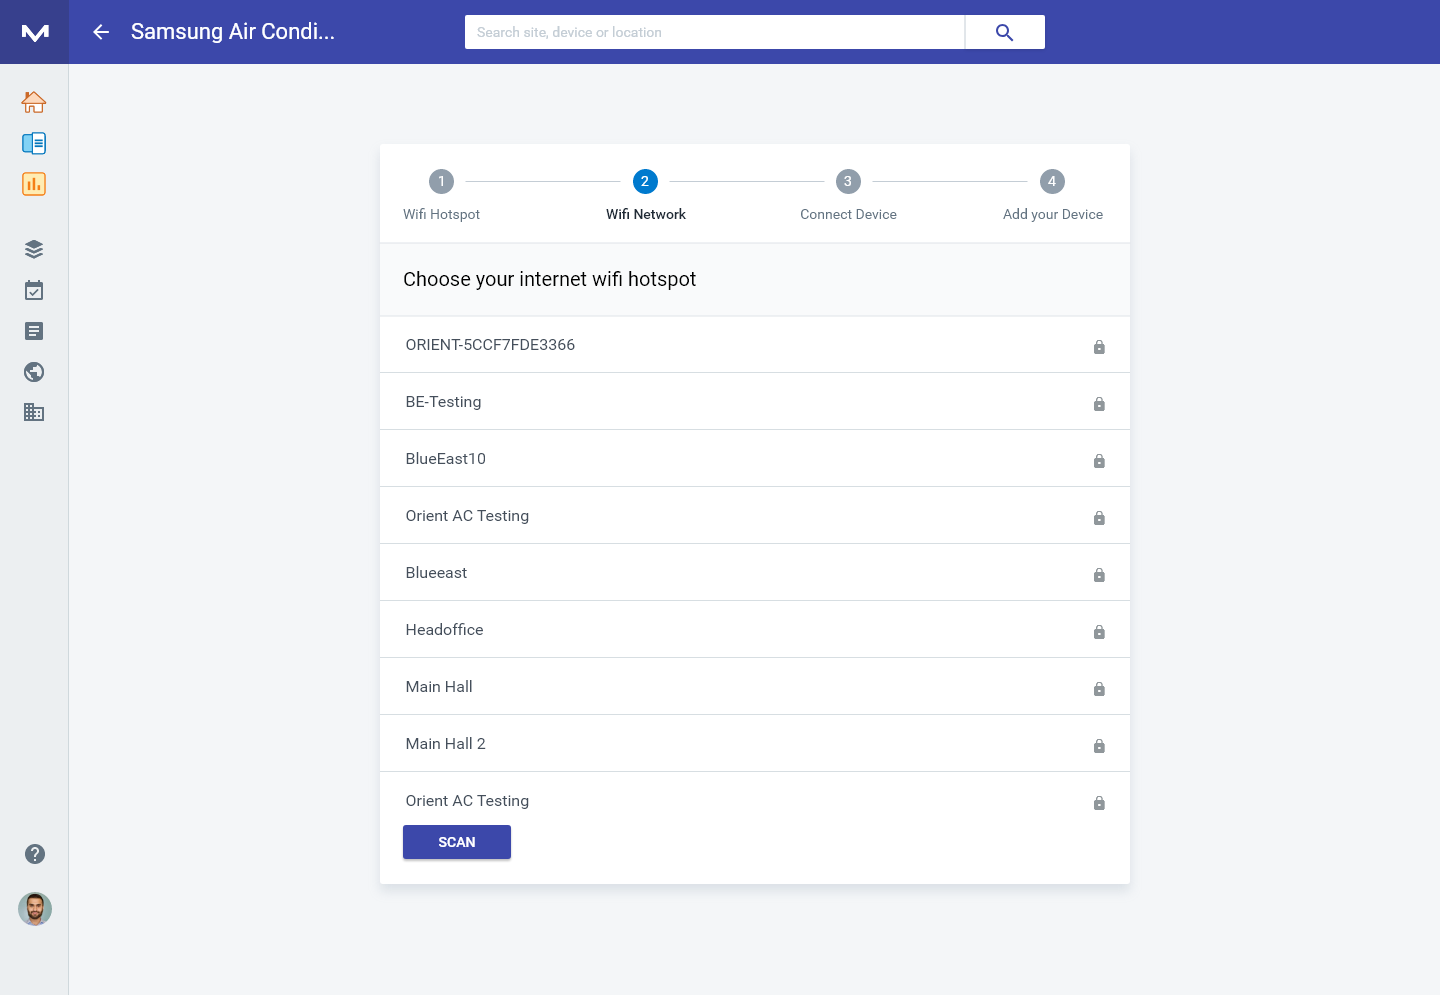 Samsung Air Condi...
Search site, device or location
1
2
3
4
Wifi Hotspot
Wifi Network
Connect Device
Add your Device
Choose your internet wifi hotspot
ORIENT-5CCF7FDE3366
BE-Testing
BlueEast10
Orient AC Testing
Blueeast
Headoffice
Main Hall
Main Hall 2
Orient AC Testing
SCAN